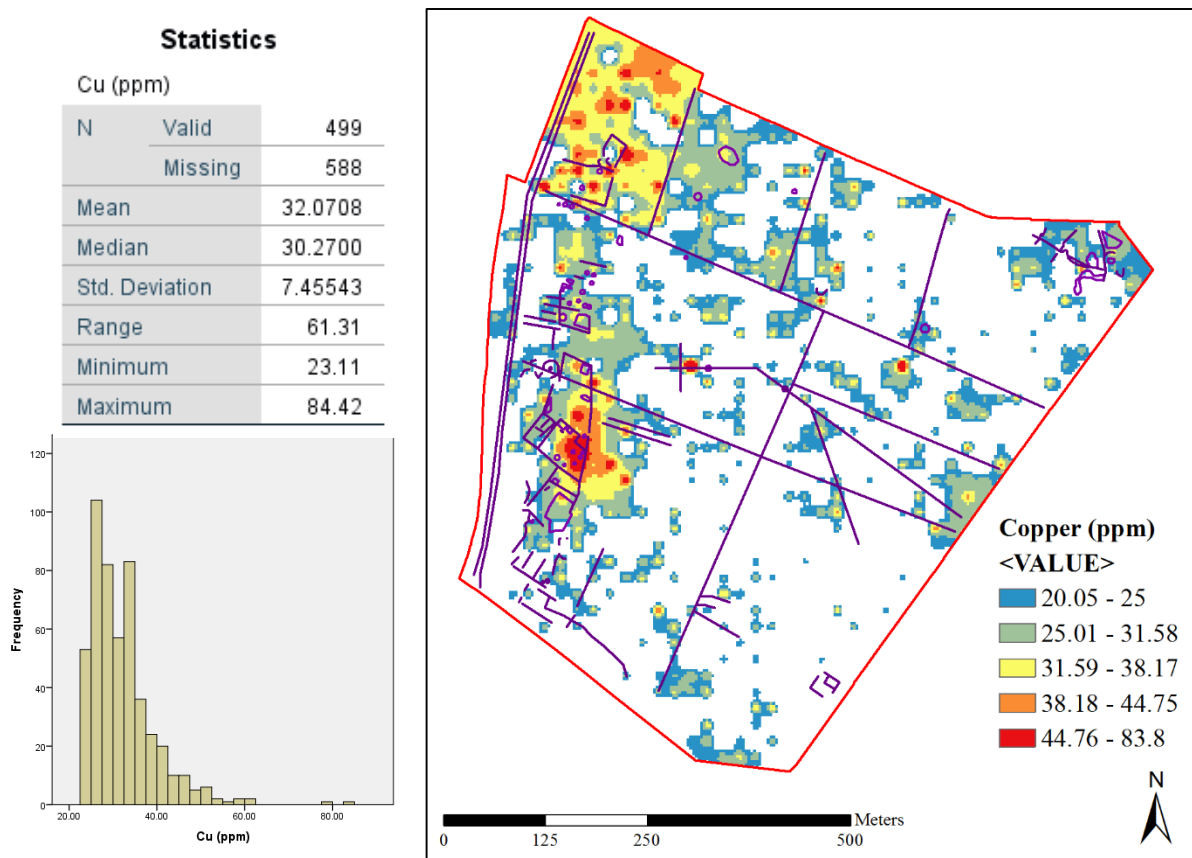 Statistics
Cu (ppm)
N Valid 499
Missing 588
Mean 32.0708
Median 30.2700
Std. Deviation 7.45543
Range 61.31
Minimum 23.11
Maximum 84.42
120
100
80
60
40
20
0
Frequency
20.00 40.00 60.00 80.00
Cu (ppm)
Copper (ppm)
<VALUE>
20.05 - 25
25.01 - 31.58
31.59 - 38.17
38.18 - 44.75
44.76 - 83.8
N
Meters
0 125 250 500